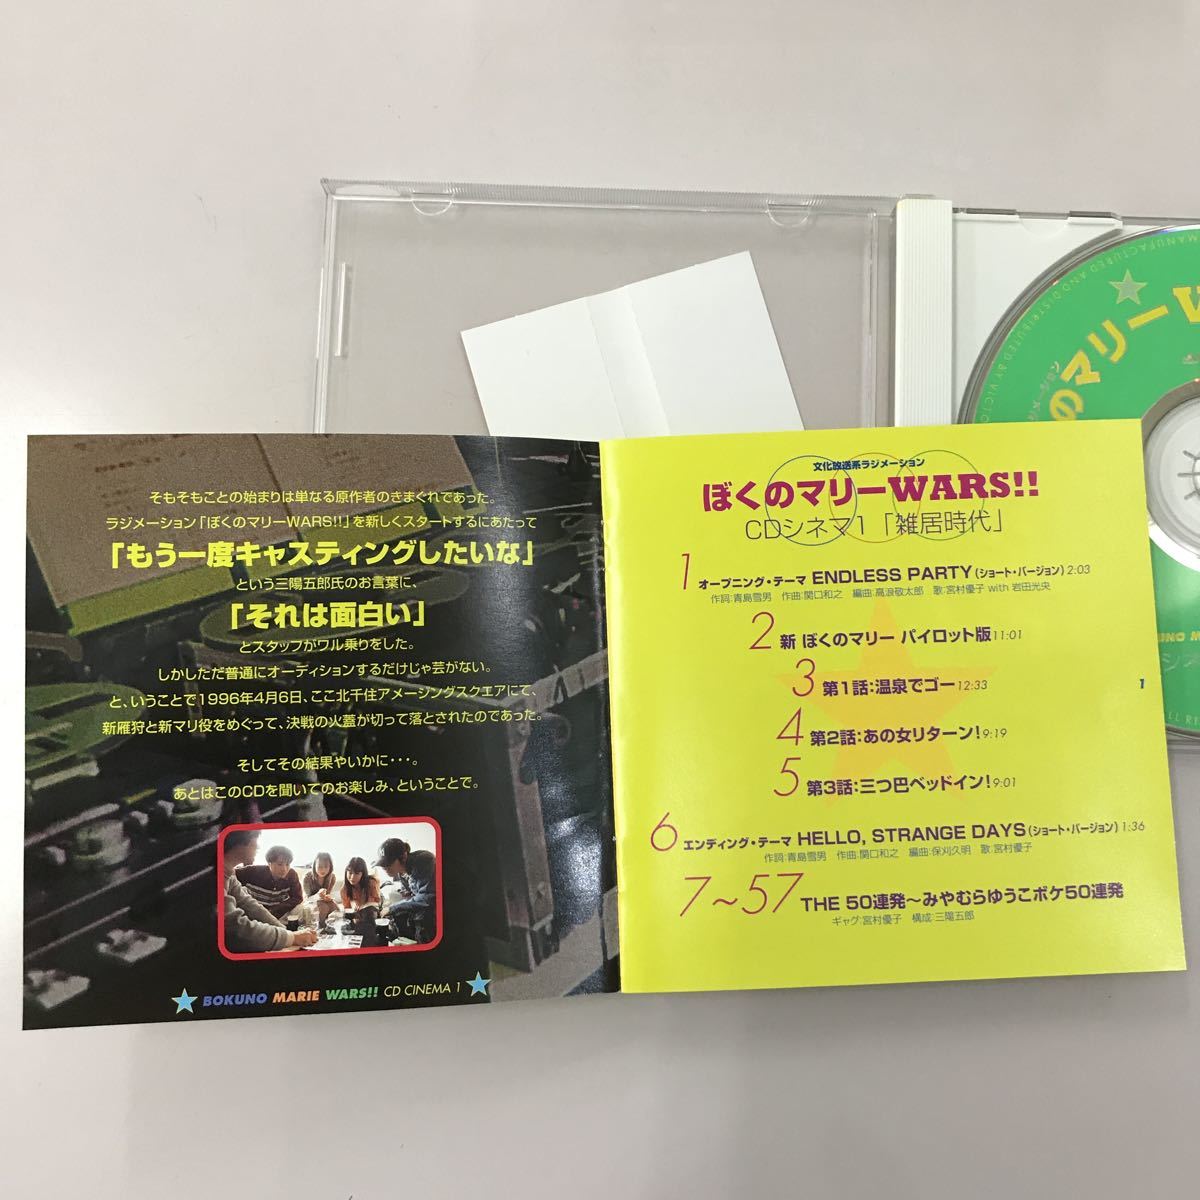 そもそもことの始まりは単なる原作者のきまぐれであった。
ラジメーション「ぼくのマリーWARS!!」を新しくスタートするにあたって
「もう一度キャスティングしたいな」
という三陽五郎氏のお言葉に、
「それは面白い」
とスタッフがワル乗りをした。
しかしただ普通にオーディションするだけじゃ芸がない。
と、いうことで1996年4月6日、ここ北千住アメージングスクエアにて、
新雁狩と新マリ役をめぐって、決戦の火蓋が切って落とされたのであった。
そしてその結果やいかに・・・。
あとはこのCDを聞いてのお楽しみ、ということで。
BOKUNO MARIE WARS!! CD CINEMA 1
文化放送系ラジメーション
ぼくのマリーWARS!!
CDシネマ1「雑居時代」
1 オープニング・テーマ ENDLESS PARTY(ショート・バージョン) 2:03
作詞:青島雪男 作曲:関口和之 編曲:高浪敬太郎 歌:宮村優子 with 岩田光央
2 新 ぼくのマリー パイロット版 11:01
3 第1話:温泉でゴー 12:33
4 第2話:あの女リターン! 9:19
5 第3話:三つ巴ベッドイン! 9:01
6 エンディング・テーマ HELLO, STRANGE DAYS(ショート・バージョン) 1:36
作詞:青島雪男 作曲:関口和之 編曲:保刈久明 歌:宮村優子
7～57 THE 50連発～みやむらゆうこボケ50連発
ギャグ:宮村優子 構成:三陽五郎
1
MANUFACTURED AND DISTRIBUTED BY
のマリーW